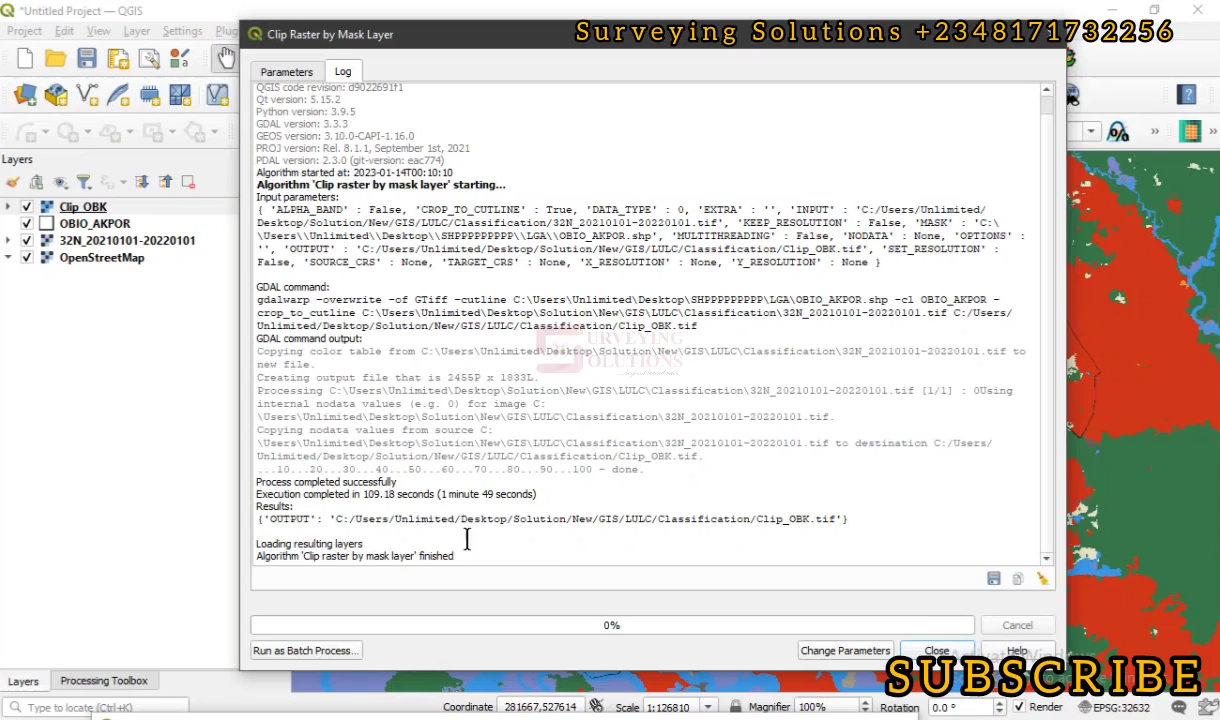 *Untitled Project — QGIS
Project Edit View Layer Settings Plug
Clip Raster by Mask Layer
Surveying Solutions +2348171732256
Parameters Log
QGIS code revision: d9022691f1
Qt version: 5.15.2
Python version: 3.9.5
GDAL version: 3.3.3
GEOS version: 3.10.0-CAPI-1.16.0
PROJ version: Rel. 8.1.1, September 1st, 2021
PDAL version: 2.3.0 (git-version: eac774)
Algorithm started at: 2023-01-14T00:10:10
Algorithm 'Clip raster by mask layer' starting...
Input parameters:
{ 'ALPHA_BAND' : False, 'CROP_TO_CUTLINE' : True, 'DATA_TYPE' : 0, 'EXTRA' : '', 'INPUT' : 'C:/Users/Unlimited/
Desktop/Solution/New/GIS/LULC/Classification/32N_20210101-20220101.tif', 'KEEP_RESOLUTION' : False, 'MASK' : 'C:\
\Users\\Unlimited\\Desktop\\SHPPPPPPPPP\\LGA\\OBIO_AKPOR.shp', 'MULTITHREADING' : False, 'NODATA' : None, 'OPTIONS' :
'', 'OUTPUT' : 'C:/Users/Unlimited/Desktop/Solution/New/GIS/LULC/Classification/Clip_OBK.tif', 'SET_RESOLUTION' :
False, 'SOURCE_CRS' : None, 'TARGET_CRS' : None, 'X_RESOLUTION' : None, 'Y_RESOLUTION' : None }
GDAL command:
gdalwarp -overwrite -of GTiff -cutline C:\Users\Unlimited\Desktop\SHPPPPPPPPP\LGA\OBIO_AKPOR.shp -cl OBIO_AKPOR -
crop_to_cutline C:\Users\Unlimited\Desktop\Solution\New\GIS\LULC\Classification\32N_20210101-20220101.tif C:/Users/
Unlimited/Desktop/Solution/New/GIS/LULC/Classification/Clip_OBK.tif
GDAL command output:
Copying color table from C:\Users\Unlimited\Desktop\Solution\New\GIS\LULC\Classification\32N_20210101-20220101.tif to
new file.
Creating output file that is 2455P x 1833L.
Processing C:\Users\Unlimited\Desktop\Solution\New\GIS\LULC\Classification\32N_20210101-20220101.tif [1/1] : 0Using
internal nodata values (e.g. 0) for image C:
\Users\Unlimited\Desktop\Solution\New\GIS\LULC\Classification\32N_20210101-20220101.tif.
Copying nodata values from source C:
\Users\Unlimited\Desktop\Solution\New\GIS\LULC\Classification\32N_20210101-20220101.tif to destination C:/Users/
Unlimited/Desktop/Solution/New/GIS/LULC/Classification/Clip_OBK.tif.
...10...20...30...40...50...60...70...80...90...100 - done.
Process completed successfully
Execution completed in 109.18 seconds (1 minute 49 seconds)
Results:
{'OUTPUT': 'C:/Users/Unlimited/Desktop/Solution/New/GIS/LULC/Classification/Clip_OBK.tif'}
Loading resulting layers
Algorithm 'Clip raster by mask layer' finished
URVEYING
OLUTIONS
Layers
Clip_OBK
OBIO_AKPOR
32N_20210101-20220101
OpenStreetMap
0%
Cancel
Run as Batch Process...
Change Parameters
Close
Help
SUBSCRIBE
Layers
Processing Toolbox
Type to locate (Ctrl+K)
Coordinate 281667,527614
Scale 1:126810
Magnifier 100%
Rotation 0.0 °
Render
EPSG:32632